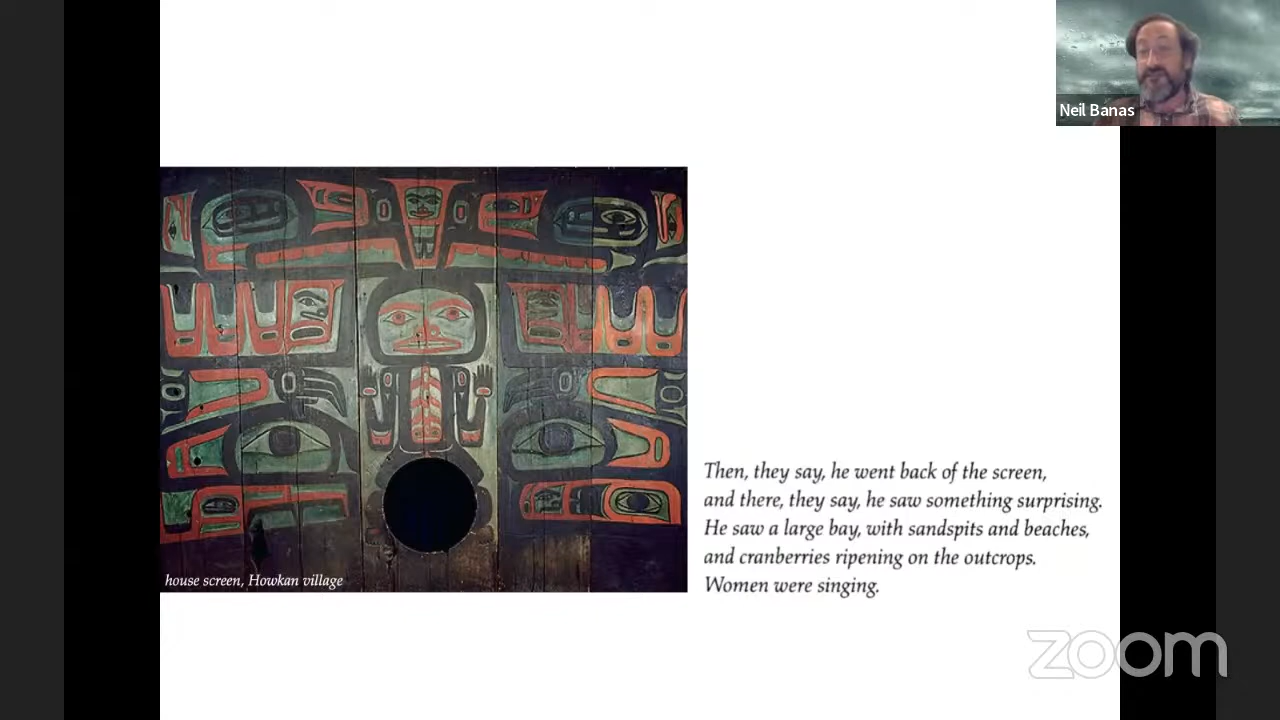 Neil Banas
Then, they say, he went back of the screen,
and there, they say, he saw something surprising.
He saw a large bay, with sandspits and beaches,
and cranberries ripening on the outcrops.
Women were singing.
house screen, Howkan village
zoom